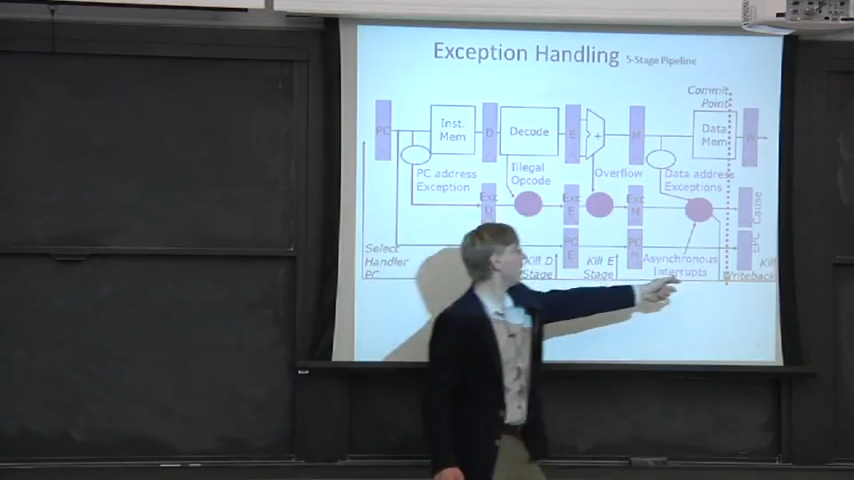 Exception Handling 5-Stage Pipeline
Commit
Point
PC
Inst.
Mem
D
Decode
E
+
M
Data
Mem
W
PC address
Exception
Illegal
Opcode
Overflow
Data address
Exceptions
Exc
D
Exc
E
Exc
M
Cause
PC
E
PC
M
EPC
Select
Handler
PC
Kill D
Stage
Kill E
Stage
Asynchronous
Interrupts
Kill
Writeback